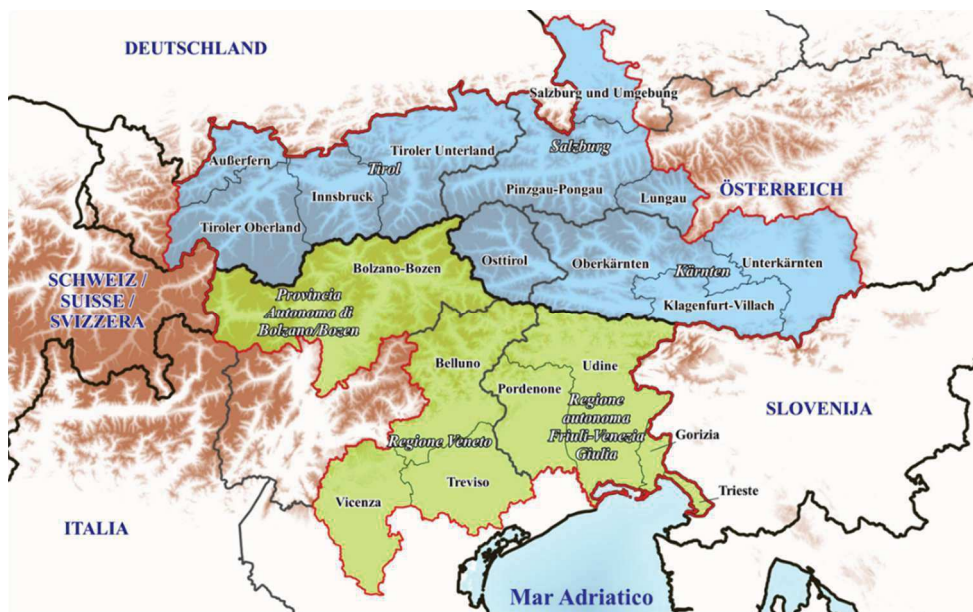 DEUTSCHLAND
Salzburg und Umgebung
Tiroler Unterland
Außerfern
Tirol
Salzburg
Innsbruck
Pinzgau-Pongau
Lungau
ÖSTERREICH
Tiroler Oberland
Osttirol
Oberkärnten
Unterkärnten
Kärnten
Bolzano-Bozen
SCHWEIZ /
SUISSE /
SVIZZERA
Provincia
Autonoma di
Bolzano/Bozen
Klagenfurt-Villach
Belluno
Udine
Pordenone
Regione
autonoma
Friuli-Venezia
Giulia
SLOVENIJA
Gorizia
Regione Veneto
Treviso
Vicenza
Trieste
ITALIA
Mar Adriatico